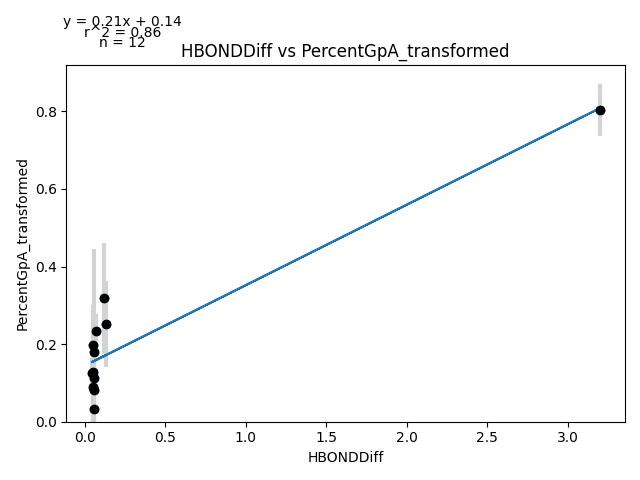 y = 0.21x + 0.14
r^2 = 0.86
n = 12
HBONDDiff vs PercentGpA_transformed
PercentGpA_transformed
0.8
0.6
0.4
0.2
0.0
0.0 0.5 1.0 1.5 2.0 2.5 3.0
HBONDDiff